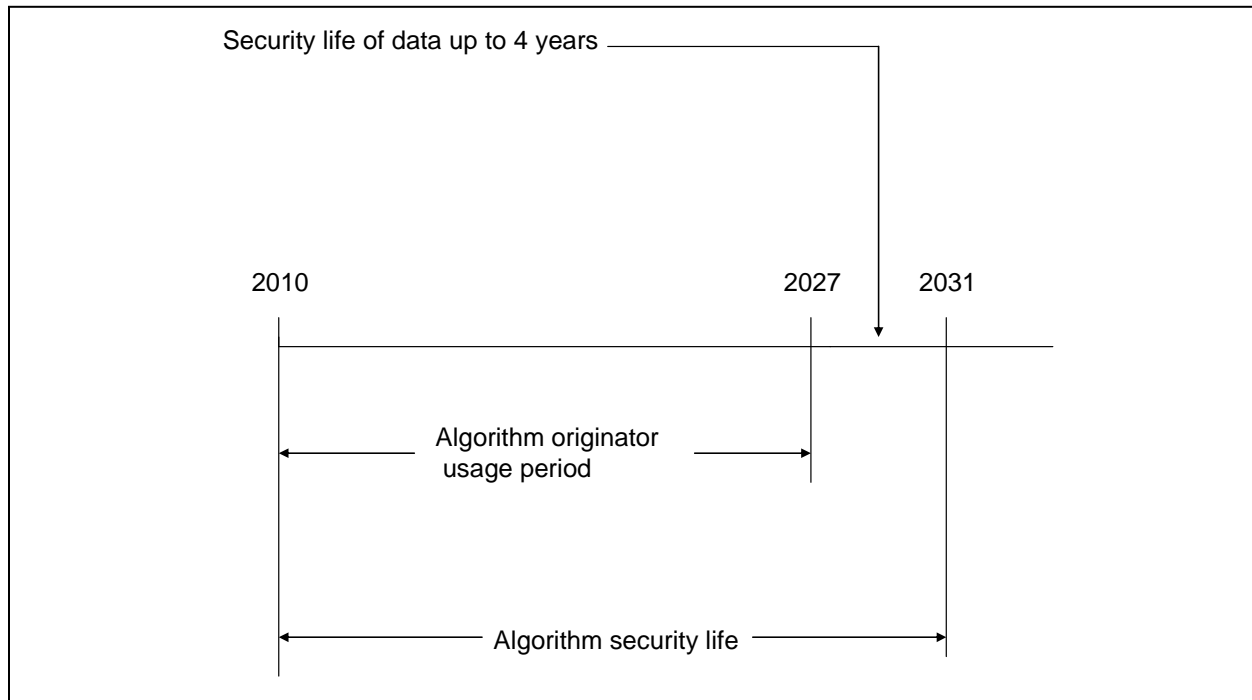 Security life of data up to 4 years
2010
2027
2031
Algorithm originator
usage period
Algorithm security life